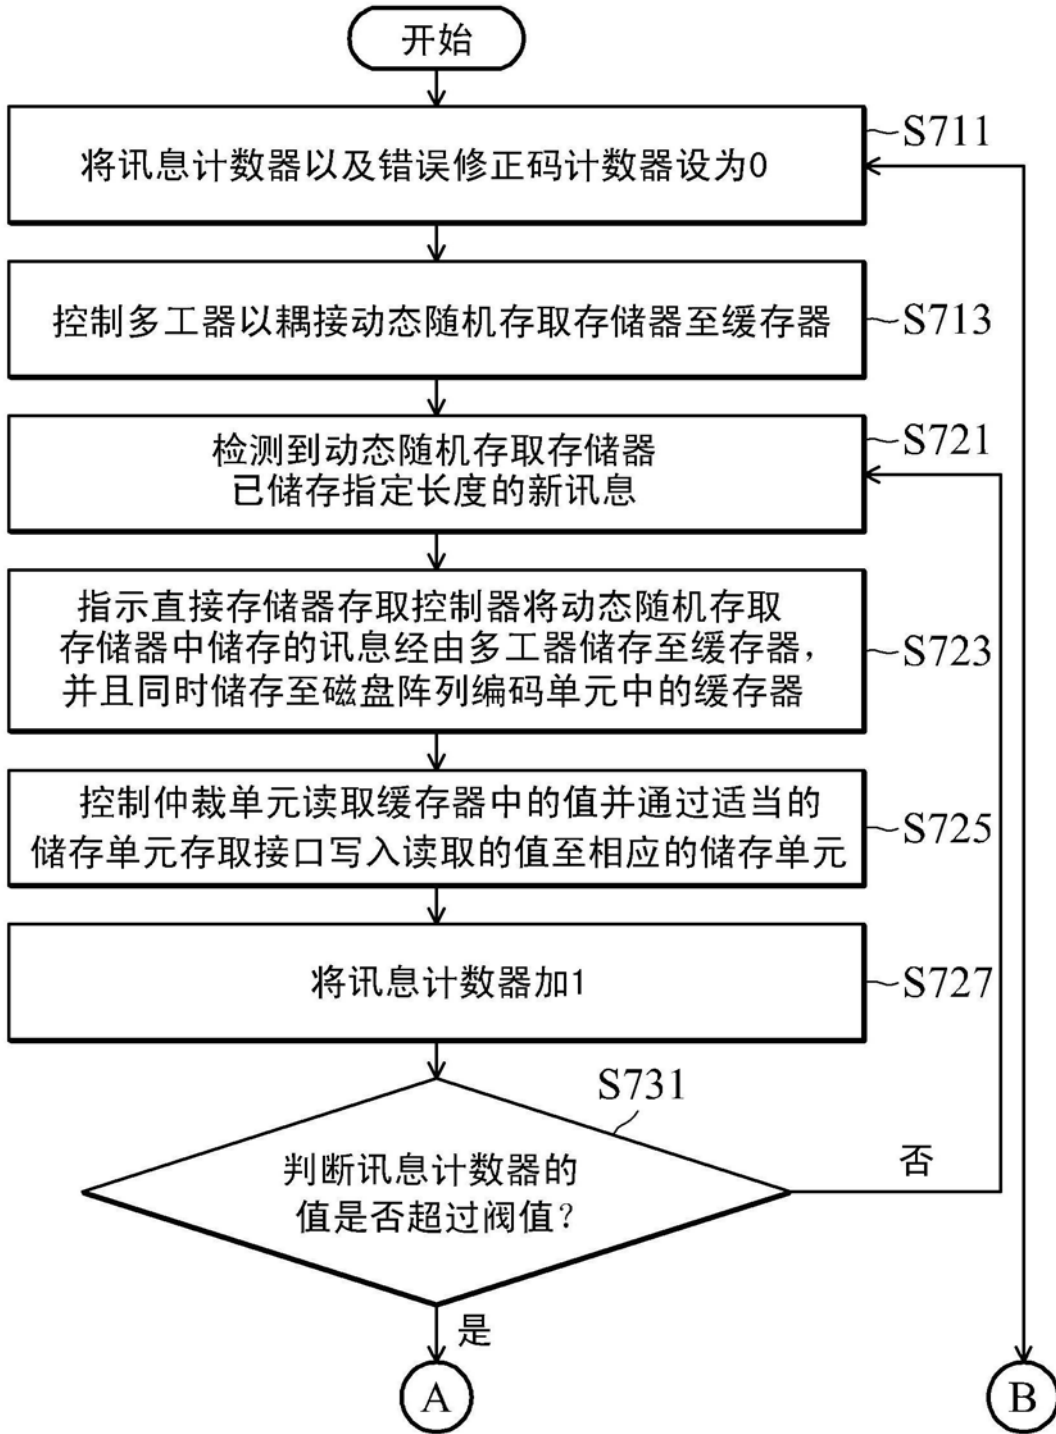 开始
将讯息计数器以及错误修正码计数器设为0
S711
控制多工器以耦接动态随机存取存储器至缓存器
S713
检测到动态随机存取存储器
已储存指定长度的新讯息
S721
指示直接存储器存取控制器将动态随机存取
存储器中储存的讯息经由多工器储存至缓存器，
并且同时储存至磁盘阵列编码单元中的缓存器
S723
控制仲裁单元读取缓存器中的值并通过适当的
储存单元存取接口写入读取的值至相应的储存单元
S725
将讯息计数器加1
S727
S731
判断讯息计数器的
值是否超过阀值？
否
是
A
B